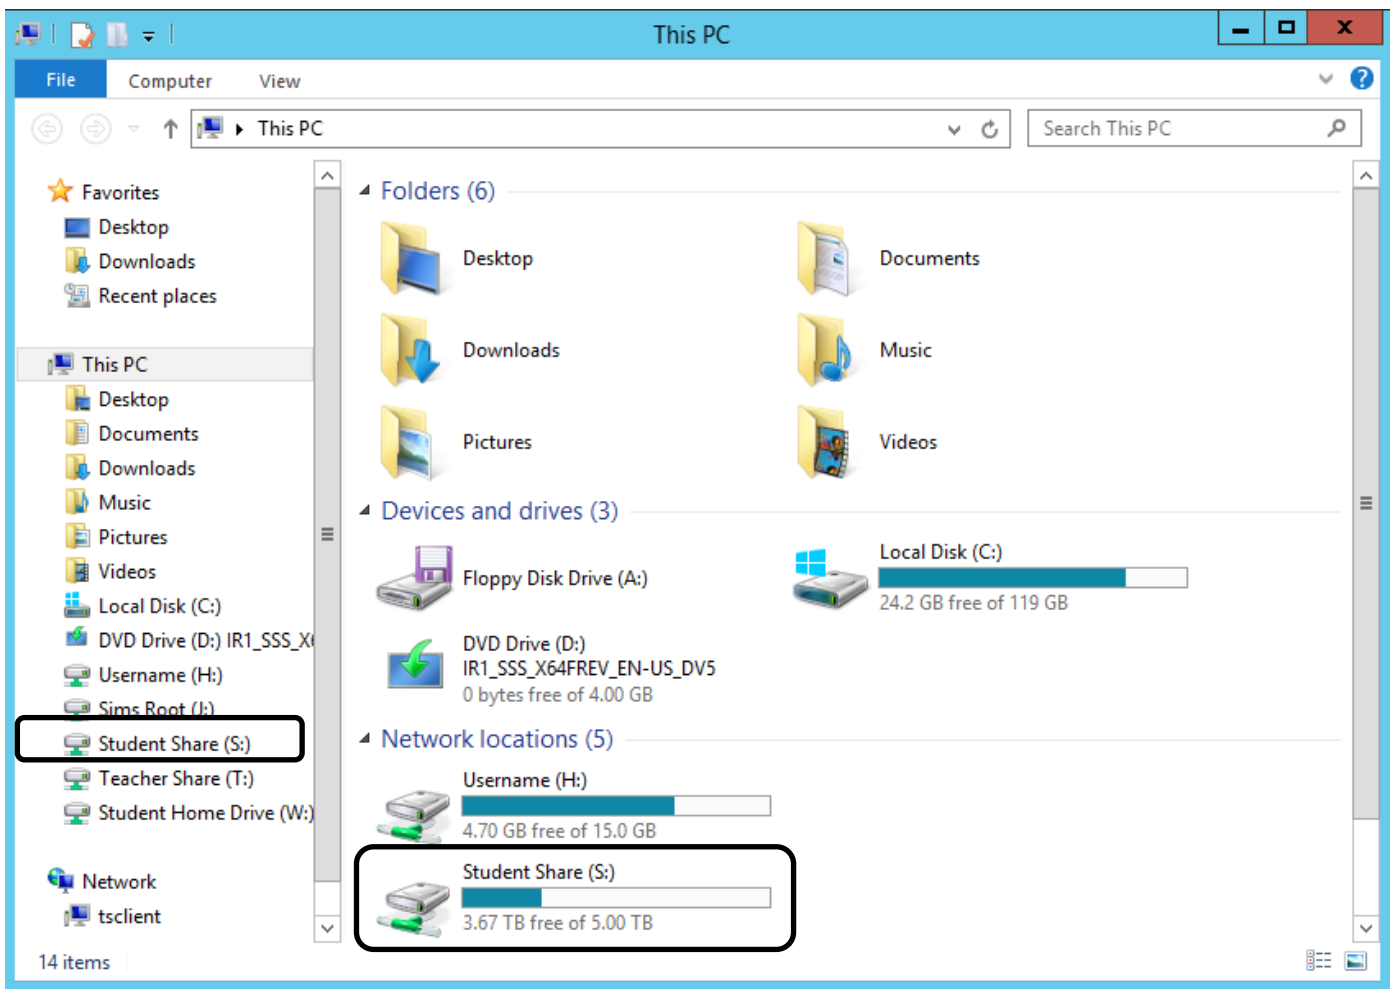 This PC
File
Computer
View
This PC
Search This PC
Favorites
Desktop
Downloads
Recent places
This PC
Desktop
Documents
Downloads
Music
Pictures
Videos
Local Disk (C:)
DVD Drive (D:) IR1_SSS_X
Username (H:)
Sims Root (J:)
Student Share (S:)
Teacher Share (T:)
Student Home Drive (W:)
Network
tsclient
Folders (6)
Desktop
Documents
Downloads
Music
Pictures
Videos
Devices and drives (3)
Floppy Disk Drive (A:)
Local Disk (C:)
24.2 GB free of 119 GB
DVD Drive (D:)
IR1_SSS_X64FREV_EN-US_DV5
0 bytes free of 4.00 GB
Network locations (5)
Username (H:)
4.70 GB free of 15.0 GB
Student Share (S:)
3.67 TB free of 5.00 TB
14 items